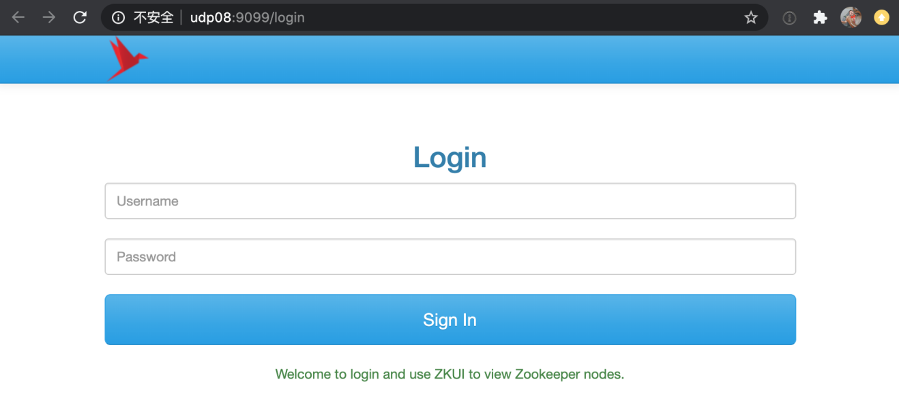 不安全 | udp08:9099/login
Login
Username
Password
Sign In
Welcome to login and use ZKUI to view Zookeeper nodes.